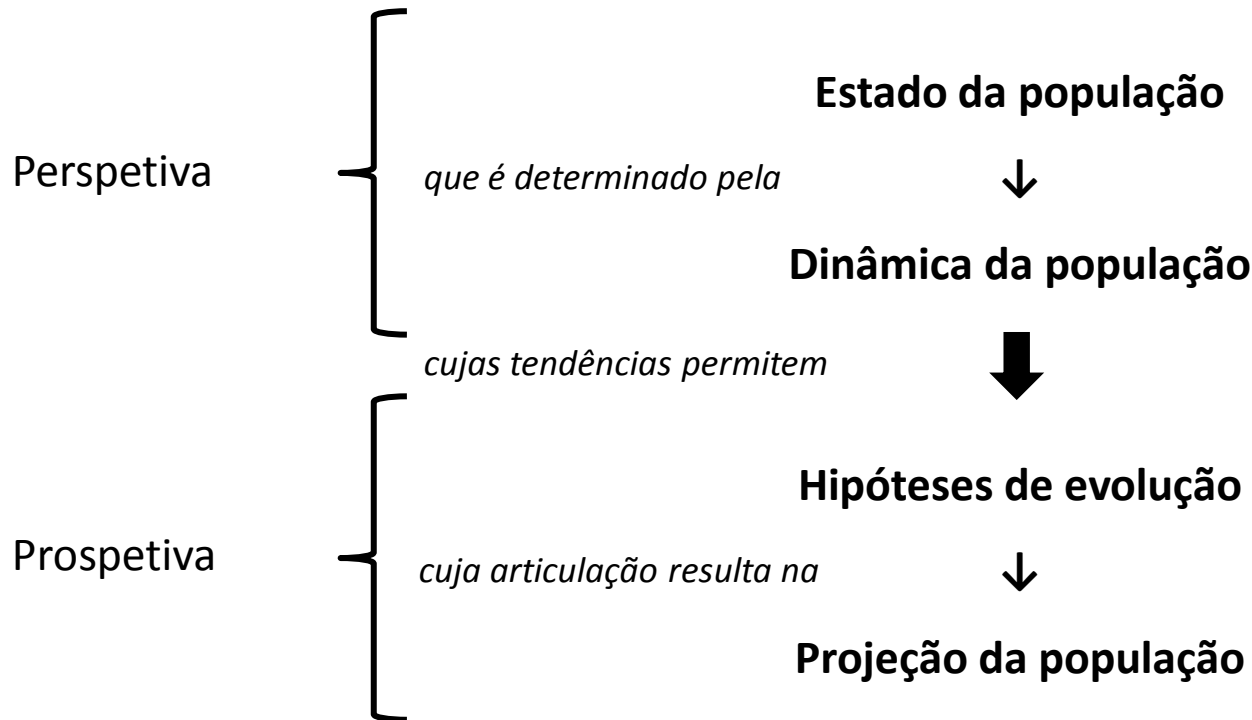 Estado da população
Perspetiva
que é determinado pela
Dinâmica da população
cujas tendências permitem
Hipóteses de evolução
Prospetiva
cuja articulação resulta na
Projeção da população